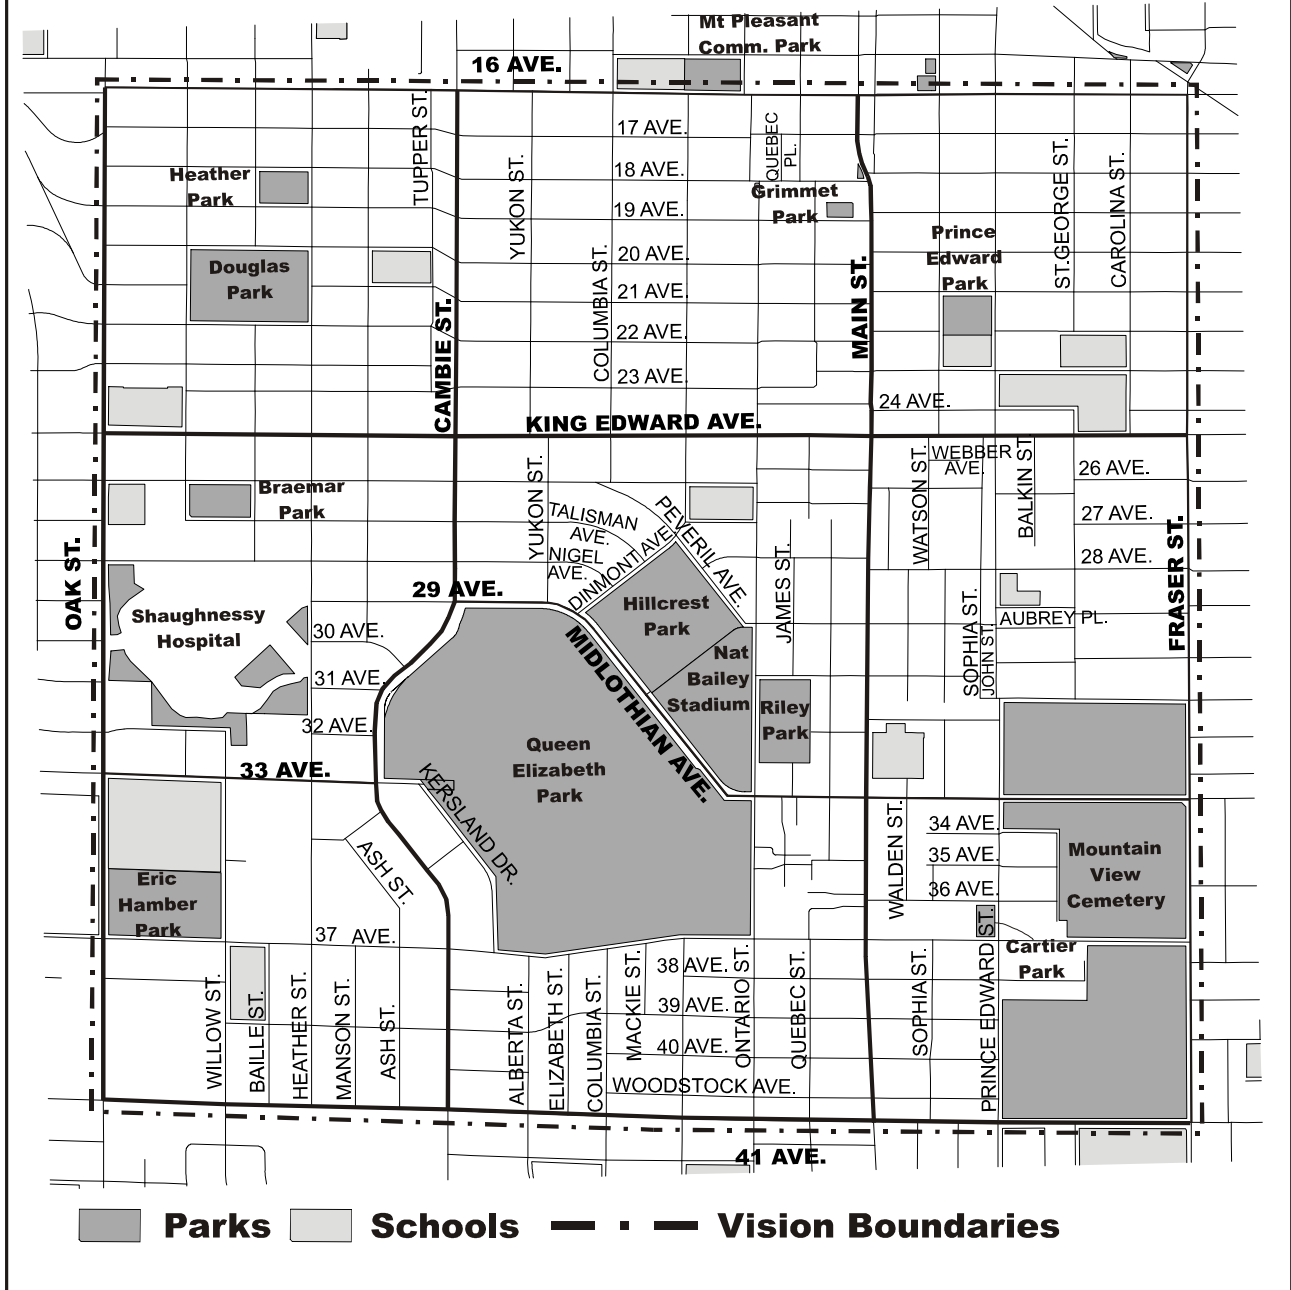 Mt Pleasant
Comm. Park
16 AVE.
TUPPER ST.
17 AVE.
QUEBEC
PL.
18 AVE.
Heather
Park
YUKON ST.
Grimmet
Park
19 AVE.
ST.GEORGE ST.
CAROLINA ST.
Prince
Edward
Park
20 AVE.
Douglas
Park
COLUMBIA ST.
MAIN ST.
21 AVE.
CAMBIE ST.
22 AVE.
23 AVE.
24 AVE.
KING EDWARD AVE.
WEBBER
AVE.
WATSON ST.
BALKIN ST.
26 AVE.
Braemar
Park
YUKON ST.
TALISMAN
AVE.
PEVERIL AVE.
27 AVE.
NIGEL
AVE.
DINMONT AVE.
28 AVE.
OAK ST.
29 AVE.
JAMES ST.
FRASER ST.
Shaughnessy
Hospital
Hillcrest
Park
SOPHIA ST.
JOHN ST.
AUBREY PL.
30 AVE.
MIDLOTHIAN AVE.
Nat
Bailey
Stadium
31 AVE.
Riley
Park
32 AVE.
Queen
Elizabeth
Park
33 AVE.
KERSLAND DR.
WALDEN ST.
34 AVE.
35 AVE.
36 AVE.
Mountain
View
Cemetery
ASH ST.
Eric
Hamber
Park
37 AVE.
Cartier
Park
38 AVE.
39 AVE.
40 AVE.
WOODSTOCK AVE.
WILLOW ST.
BAILLE ST.
HEATHER ST.
MANSON ST.
ASH ST.
ALBERTA ST.
ELIZABETH ST.
COLUMBIA ST.
MACKIE ST.
ONTARIO ST.
QUEBEC ST.
SOPHIA ST.
PRINCE EDWARD ST.
41 AVE.
Parks
Schools
Vision Boundaries